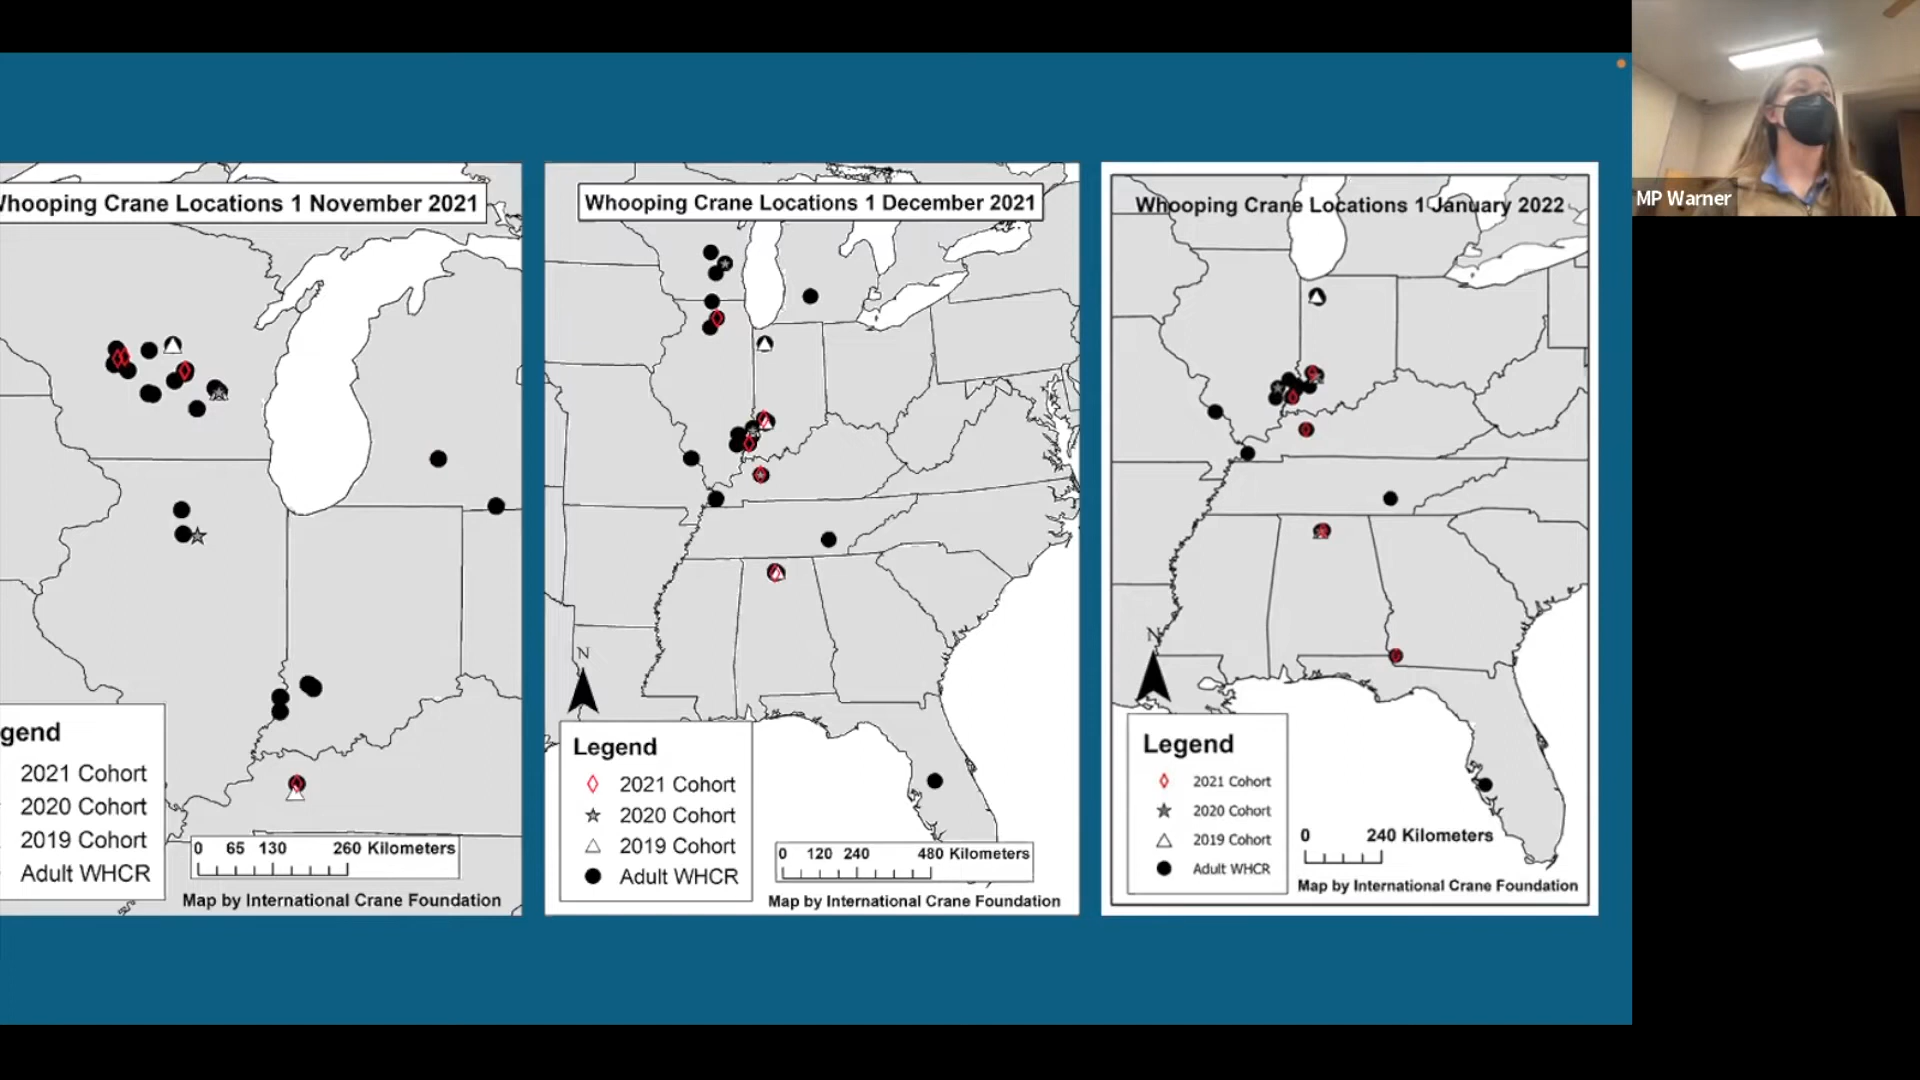 Whooping Crane Locations 1 November 2021
gend
2021 Cohort
2020 Cohort
2019 Cohort
Adult WHCR
0 65 130 260 Kilometers
Map by International Crane Foundation
Whooping Crane Locations 1 December 2021
N
Legend
2021 Cohort
2020 Cohort
2019 Cohort
Adult WHCR
0 120 240 480 Kilometers
Map by International Crane Foundation
Whooping Crane Locations 1 January 2022
N
Legend
2021 Cohort
2020 Cohort
2019 Cohort
Adult WHCR
0 240 Kilometers
Map by International Crane Foundation
MP Warner